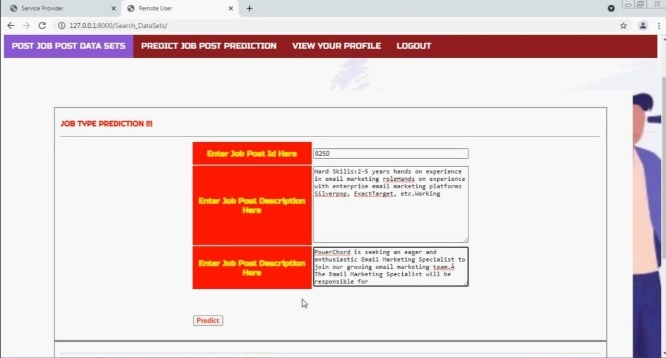 Service Provider
Remote User
127.0.0.1:8000/Search_DataSets/
POST JOB POST DATA SETS PREDICT JOB POST PREDICTION VIEW YOUR PROFILE LOGOUT
JOB TYPE PREDICTION !!!
Enter Job Post Id Here
6250
Enter Job Post Description
Here
Hard Skills:2-5 years hands on experience
in email marketing roleHands on experience
with enterprise email marketing platforms
Silverpop, ExactTarget, etc.Working
Enter Job Post Description
Here
PowerChord is seeking an eager and
enthusiastic Email Marketing Specialist to
join our growing email marketing team.Â
The Email Marketing Specialist will be
responsible for
Predict